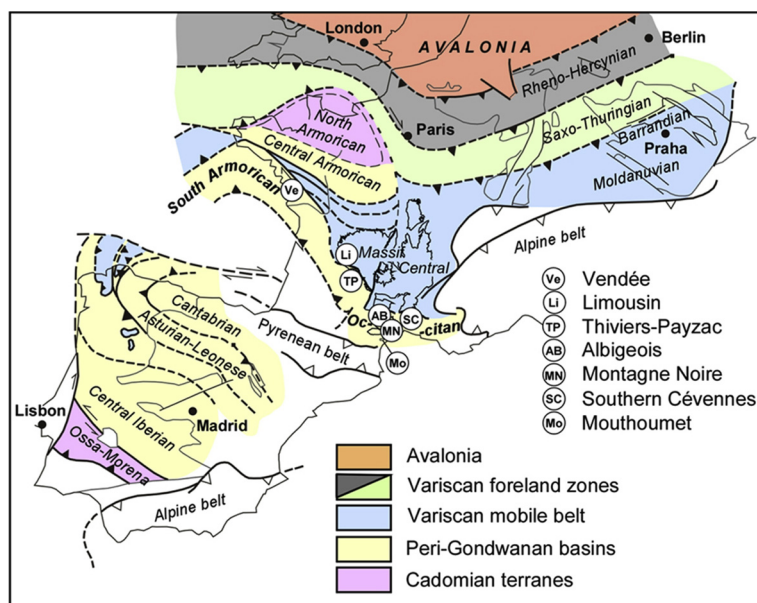 London
AVALONIA
Berlin
Rheno-Hercynian
Paris
Saxo-Thuringian
Barrandian
Praha
Moldanuvian
North
Armorican
Central Armorican
South Armorican
Ve
Alpine belt
Li
Massif
Central
TP
Oc-
AB
SC
-citan
MN
Mo
Cantabrian
Asturian-Leonese
Pyrenean belt
Central Iberian
Lisbon
Madrid
Ossa-Morena
Alpine belt
Ve Vendée
Li Limousin
TP Thiviers-Payzac
AB Albigeois
MN Montagne Noire
SC Southern Cévennes
Mo Mouthoumet
Avalonia
Variscan foreland zones
Variscan mobile belt
Peri-Gondwanan basins
Cadomian terranes